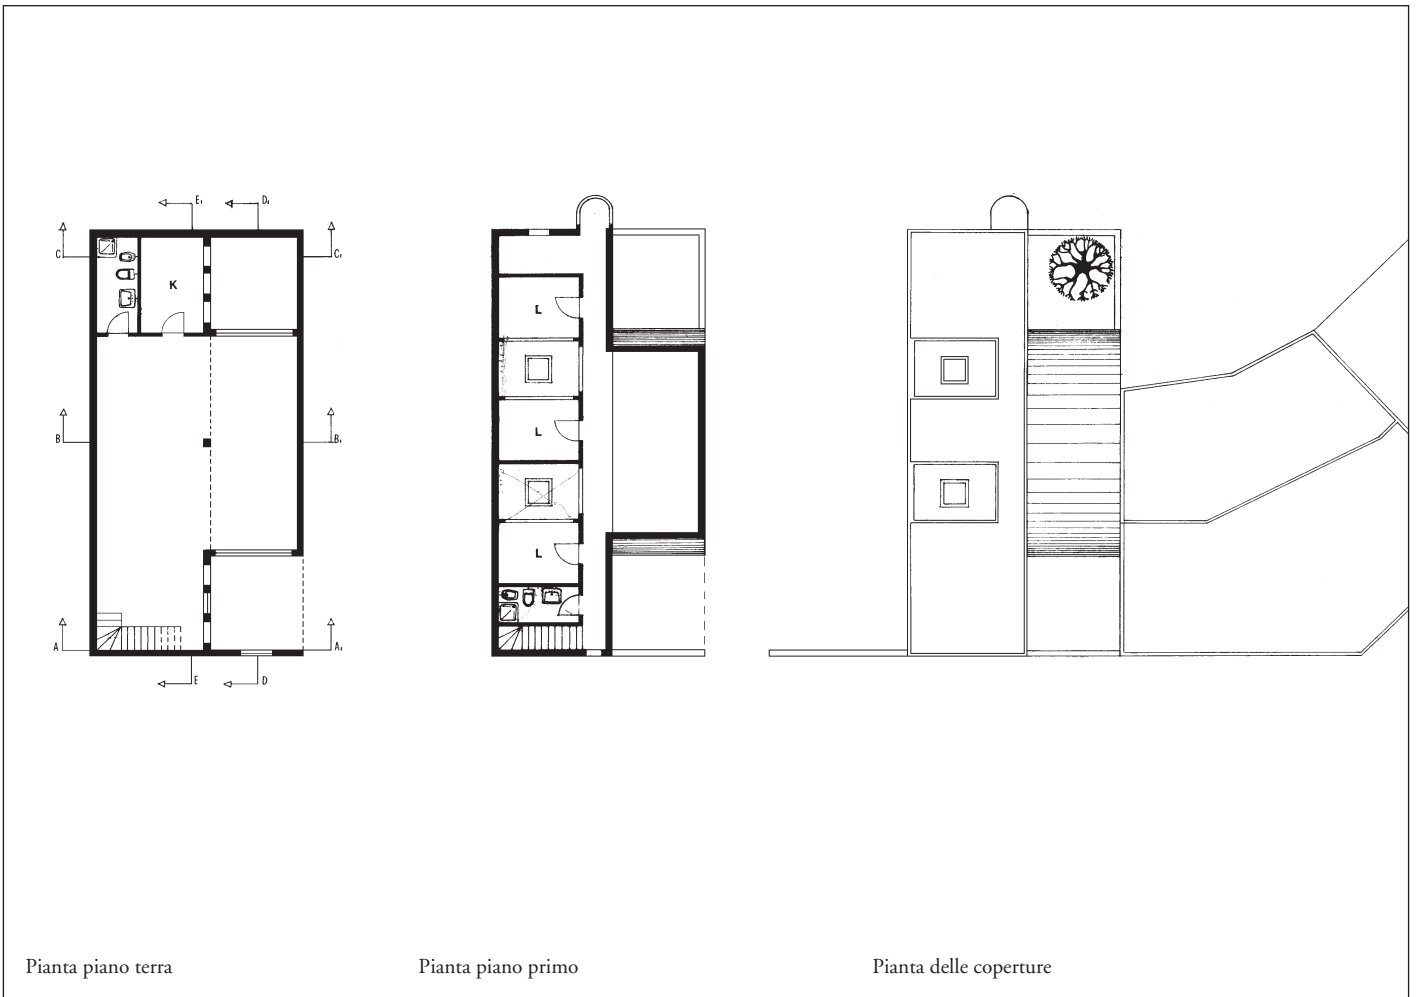 E₁ D₁
C C₁
K
B B₁
A A₁
E D
L
L
L
Pianta piano terra
Pianta piano primo
Pianta delle coperture